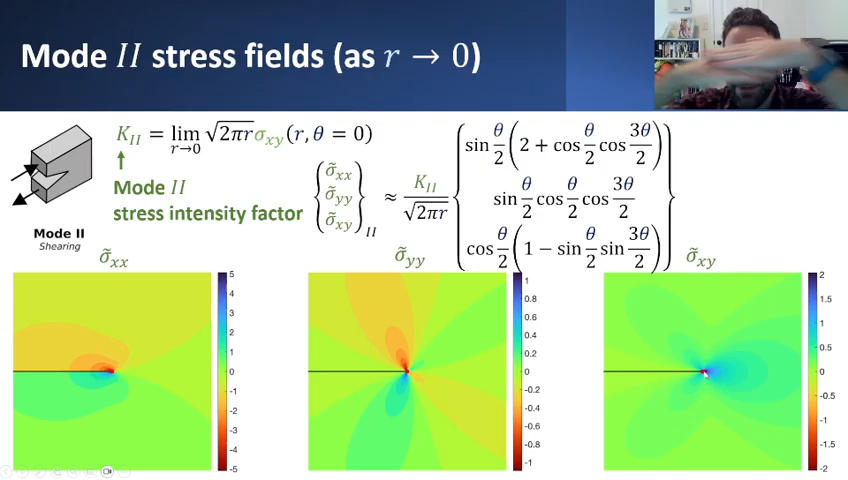 Mode II stress fields (as r → 0)
K_II = lim_{r→0} √(2πr) σ_xy (r, θ = 0)
Mode II
stress intensity factor
Mode II
Shearing
{σ̃_xx σ̃_yy σ̃_xy}_II ≈ K_II / √(2πr)
sin θ/2 (2 + cos θ/2 cos 3θ/2)
sin θ/2 cos θ/2 cos 3θ/2
cos θ/2 (1 − sin θ/2 sin 3θ/2)
σ̃_xx
5
4
3
2
1
0
-1
-2
-3
-4
-5
σ̃_yy
1
0.8
0.6
0.4
0.2
0
-0.2
-0.4
-0.6
-0.8
-1
σ̃_xy
2
1.5
1
0.5
0
-0.5
-1
-1.5
-2